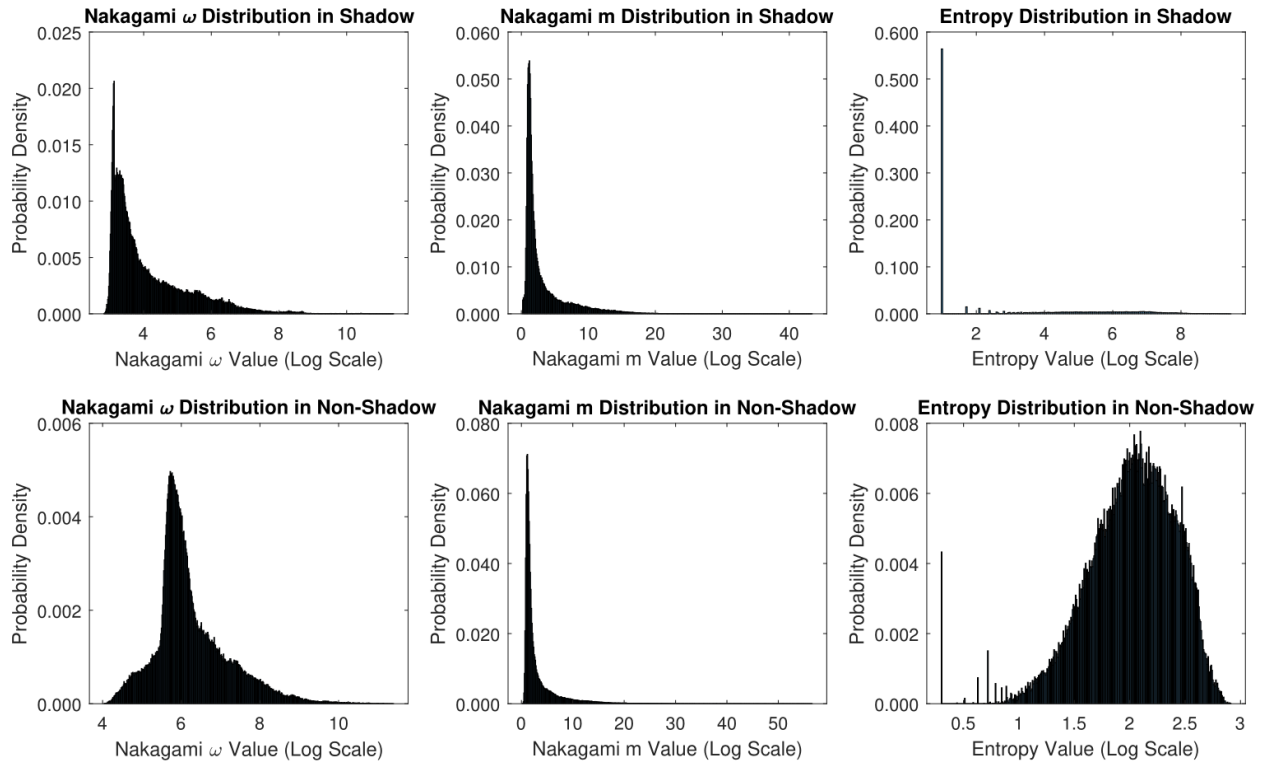 Nakagami ω Distribution in Shadow
0.025
0.020
0.015
0.010
0.005
0.000
Probability Density
4 6 8 10
Nakagami ω Value (Log Scale)
Nakagami m Distribution in Shadow
0.060
0.050
0.040
0.030
0.020
0.010
0.000
Probability Density
0 10 20 30 40
Nakagami m Value (Log Scale)
Entropy Distribution in Shadow
0.600
0.500
0.400
0.300
0.200
0.100
0.000
Probability Density
2 4 6 8
Entropy Value (Log Scale)
Nakagami ω Distribution in Non-Shadow
0.006
0.004
0.002
0.000
Probability Density
4 6 8 10
Nakagami ω Value (Log Scale)
Nakagami m Distribution in Non-Shadow
0.080
0.060
0.040
0.020
0.000
Probability Density
0 10 20 30 40 50
Nakagami m Value (Log Scale)
Entropy Distribution in Non-Shadow
0.008
0.006
0.004
0.002
0.000
Probability Density
0.5 1 1.5 2 2.5 3
Entropy Value (Log Scale)